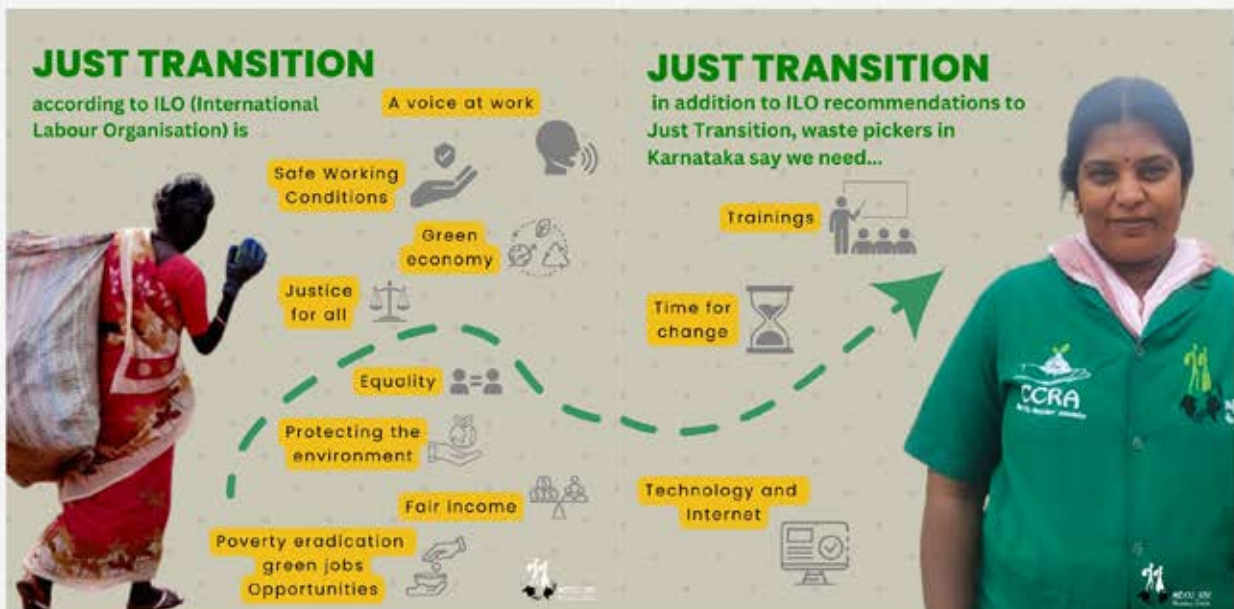 JUST TRANSITION
according to ILO (International
Labour Organisation) is
A voice at work
Safe Working
Conditions
Green
economy
Justice
for all
Equality
Protecting the
environment
Fair income
Poverty eradication
green jobs
Opportunities
JUST TRANSITION
in addition to ILO recommendations to
Just Transition, waste pickers in
Karnataka say we need...
Trainings
Time for
change
Technology and
Internet
CCRA